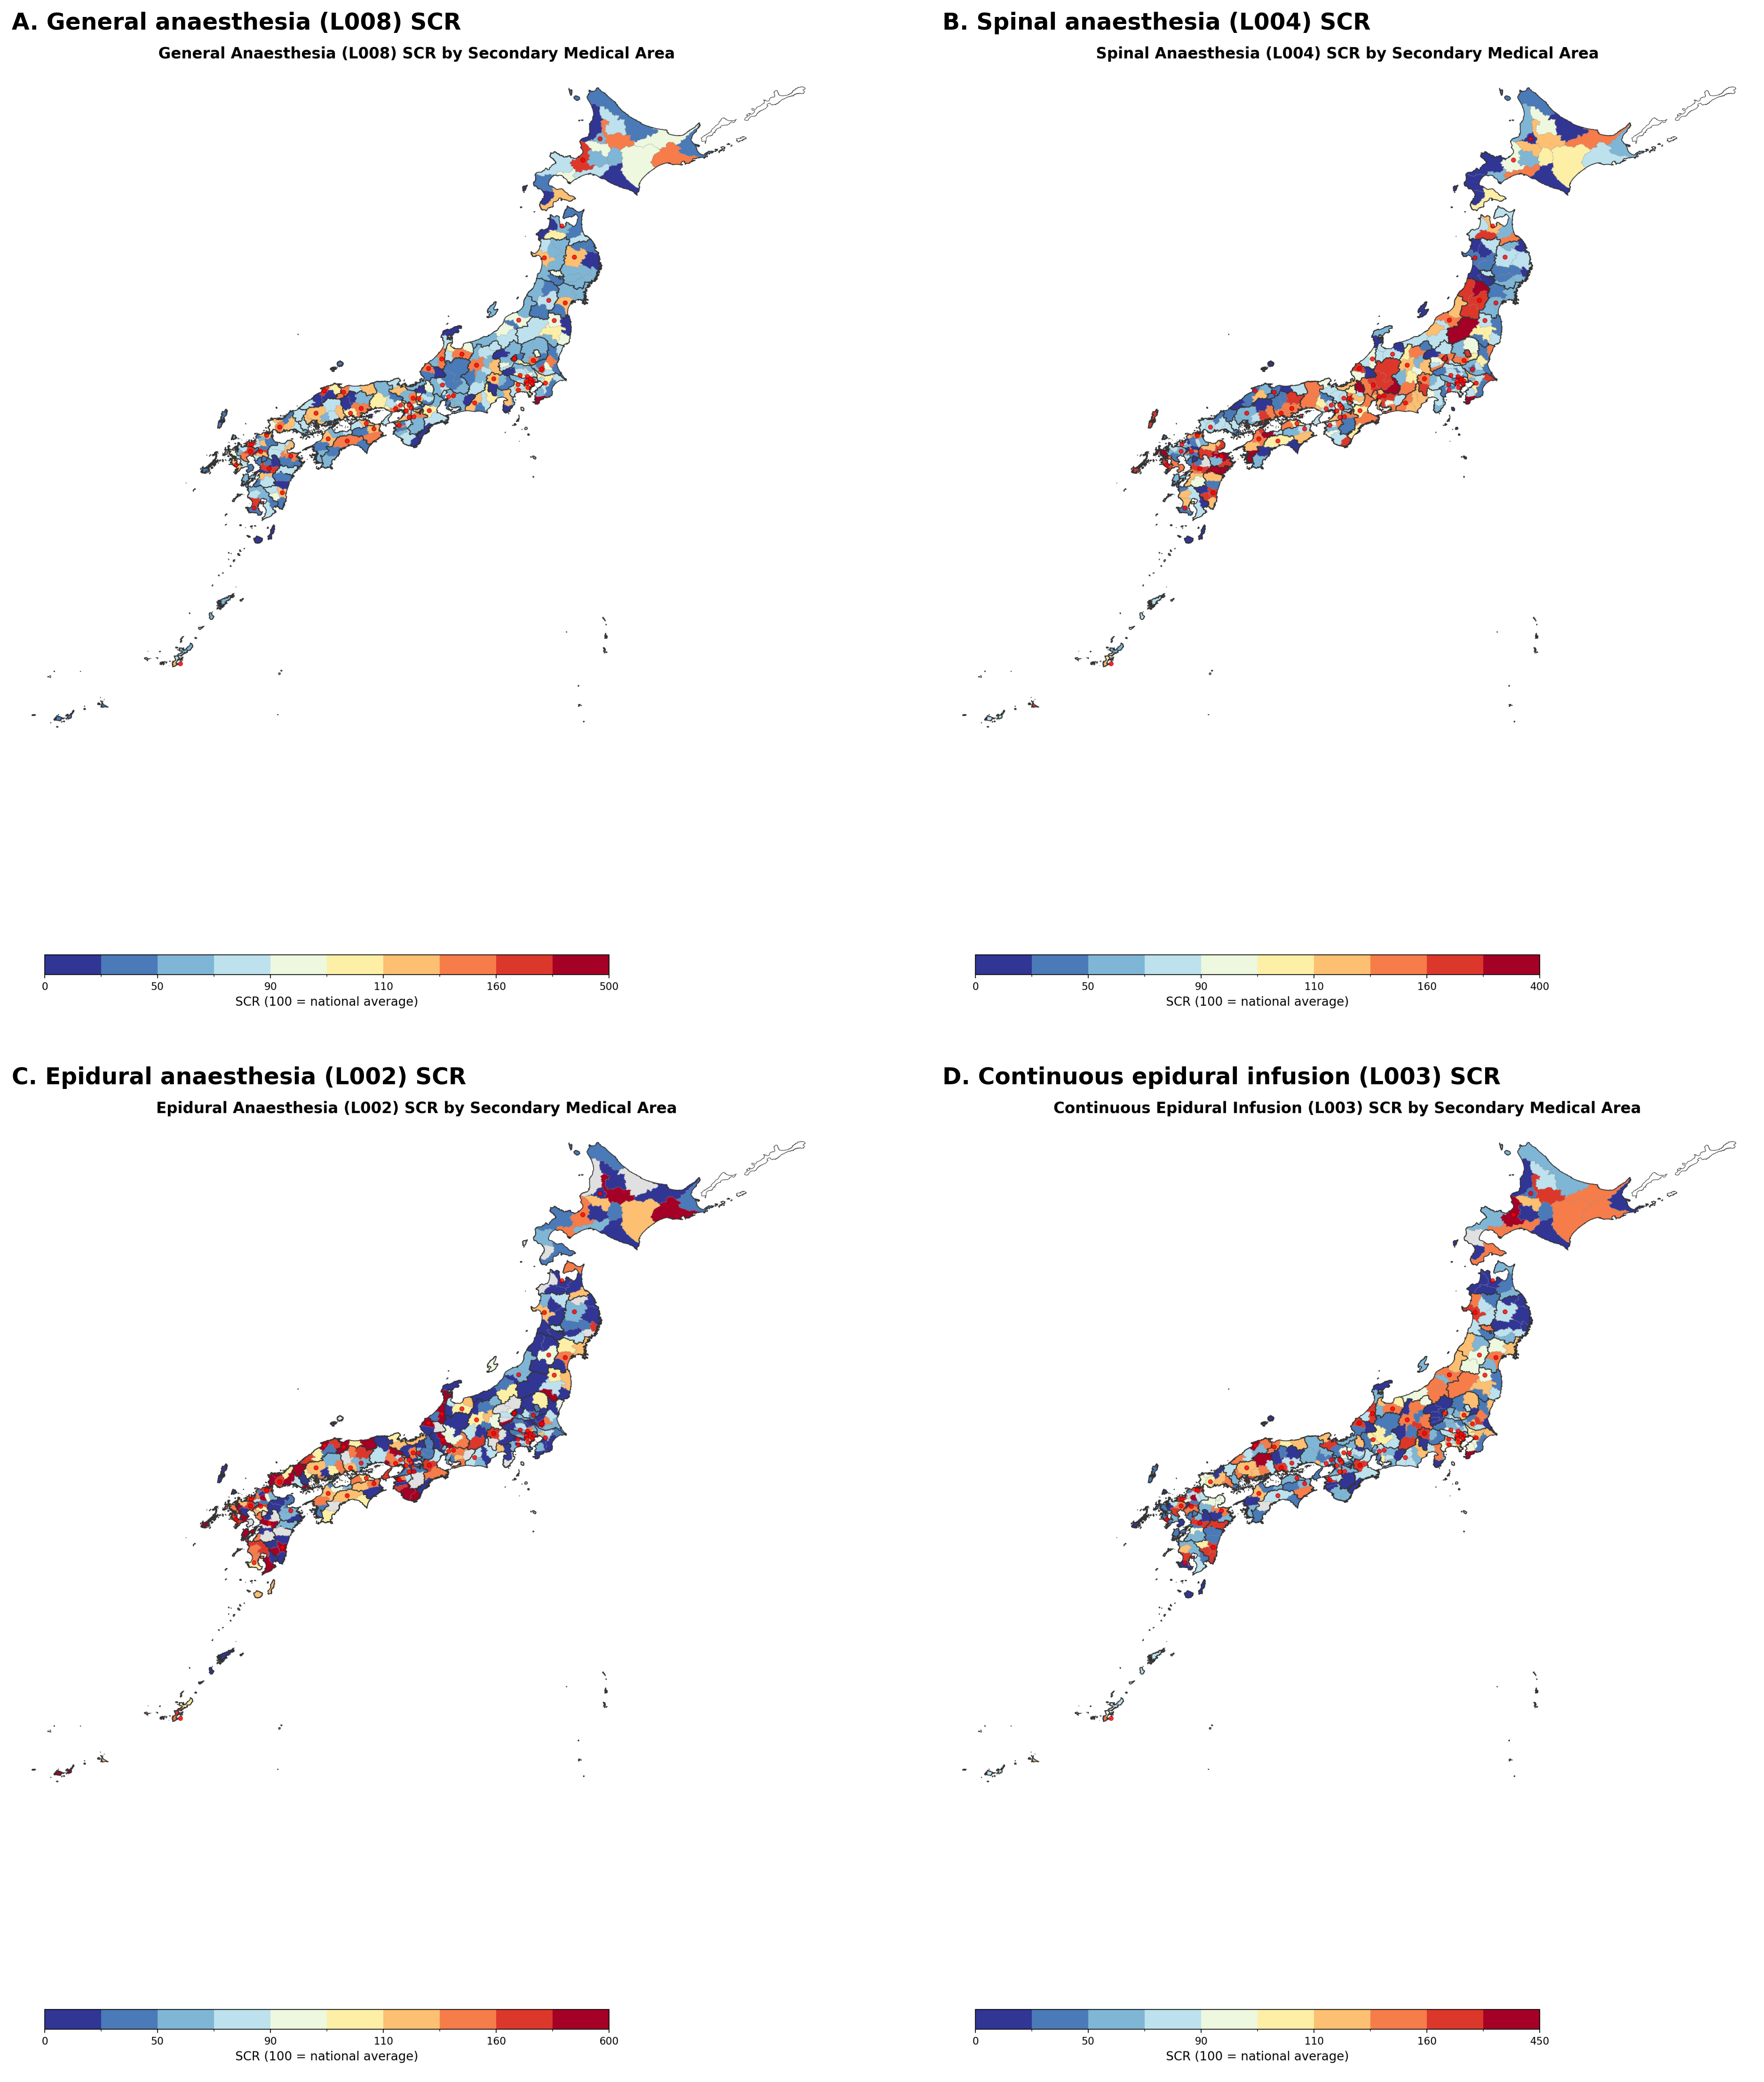 A. General anaesthesia (L008) SCR
General Anaesthesia (L008) SCR by Secondary Medical Area
0 50 90 110 160 500
SCR (100 = national average)
B. Spinal anaesthesia (L004) SCR
Spinal Anaesthesia (L004) SCR by Secondary Medical Area
0 50 90 110 160 400
SCR (100 = national average)
C. Epidural anaesthesia (L002) SCR
Epidural Anaesthesia (L002) SCR by Secondary Medical Area
0 50 90 110 160 600
SCR (100 = national average)
D. Continuous epidural infusion (L003) SCR
Continuous Epidural Infusion (L003) SCR by Secondary Medical Area
0 50 90 110 160 450
SCR (100 = national average)